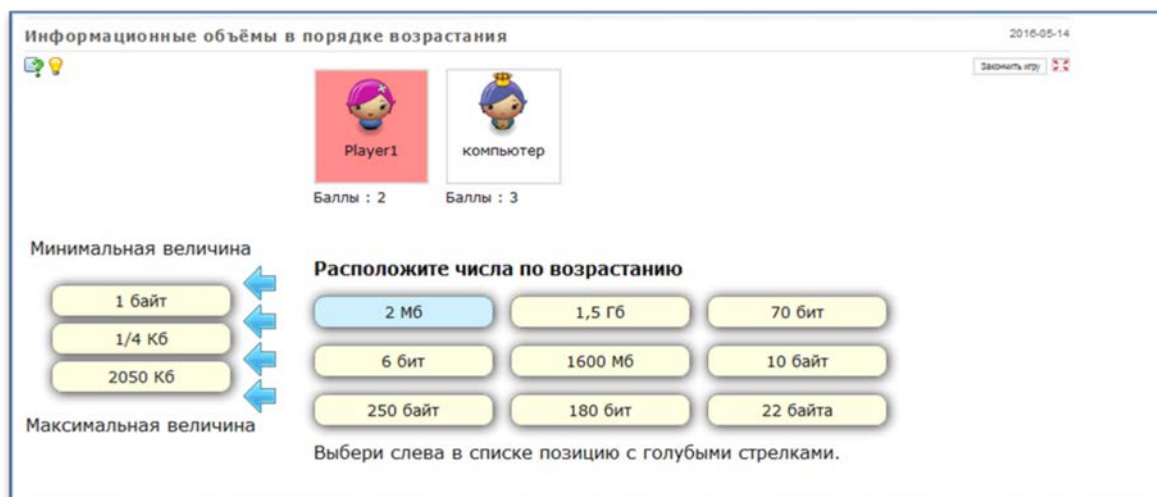 Информационные объёмы в порядке возрастания
2016-05-14
Закончить игру
Player1
компьютер
Баллы : 2
Баллы : 3
Минимальная величина
1 байт
1/4 Кб
2050 Кб
Максимальная величина
Расположите числа по возрастанию
2 Мб
1,5 Гб
70 бит
6 бит
1600 Мб
10 байт
250 байт
180 бит
22 байта
Выбери слева в списке позицию с голубыми стрелками.